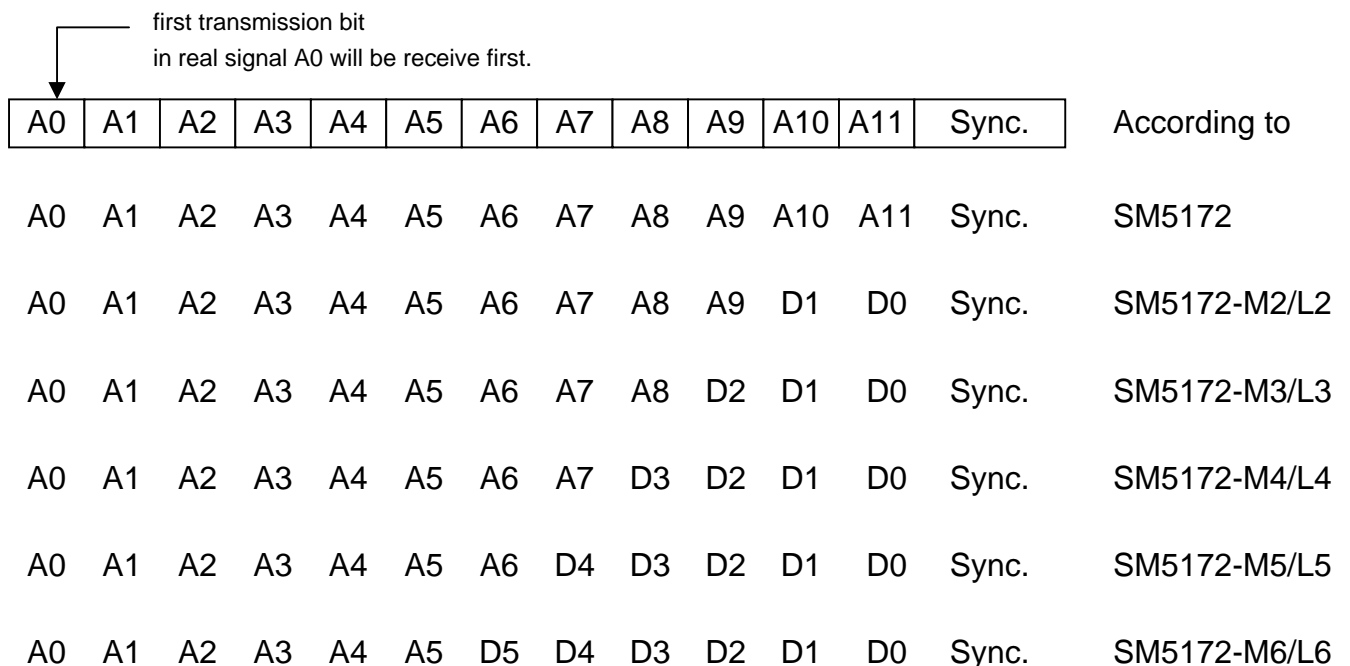 first transmission bit
in real signal A0 will be receive first.
A0 A1 A2 A3 A4 A5 A6 A7 A8 A9 A10 A11 Sync. According to
A0 A1 A2 A3 A4 A5 A6 A7 A8 A9 A10 A11 Sync. SM5172
A0 A1 A2 A3 A4 A5 A6 A7 A8 A9 D1 D0 Sync. SM5172-M2/L2
A0 A1 A2 A3 A4 A5 A6 A7 A8 D2 D1 D0 Sync. SM5172-M3/L3
A0 A1 A2 A3 A4 A5 A6 A7 D3 D2 D1 D0 Sync. SM5172-M4/L4
A0 A1 A2 A3 A4 A5 A6 D4 D3 D2 D1 D0 Sync. SM5172-M5/L5
A0 A1 A2 A3 A4 A5 D5 D4 D3 D2 D1 D0 Sync. SM5172-M6/L6